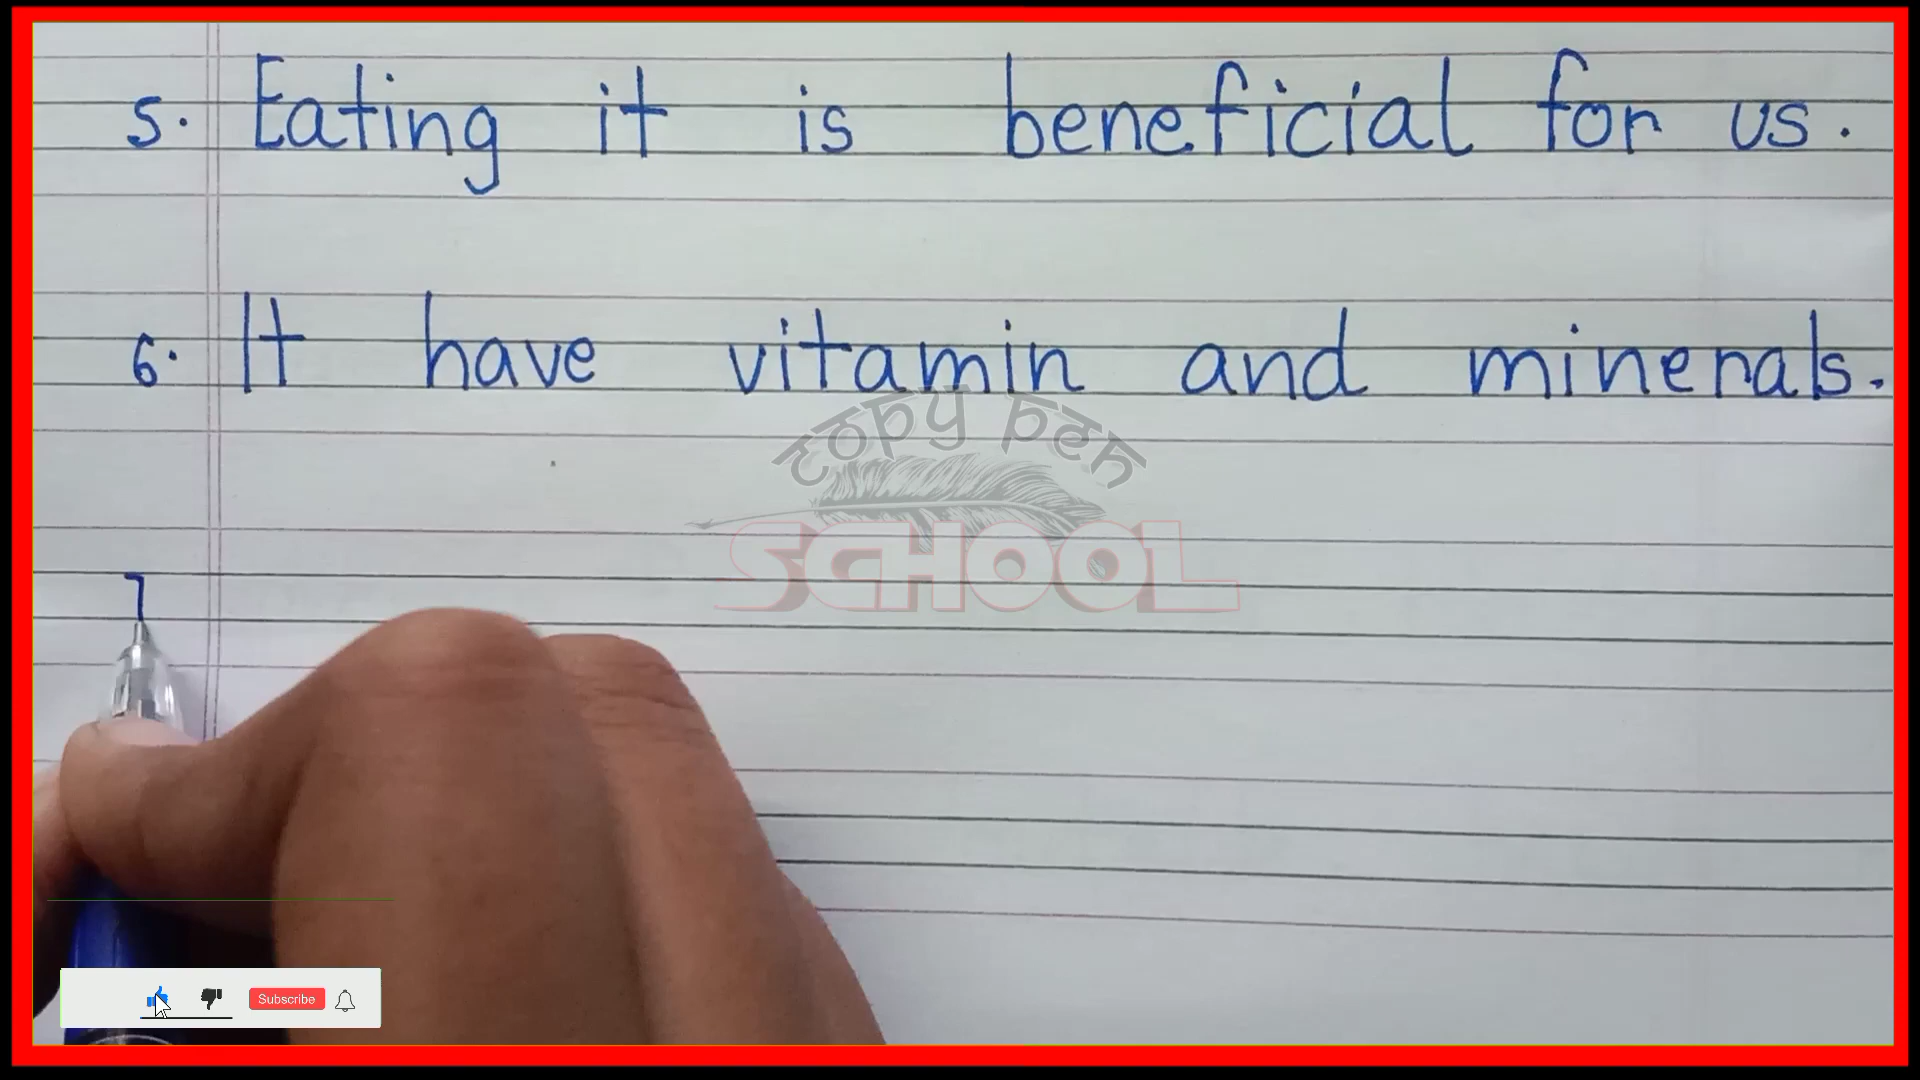 5. Eating it is beneficial for us.
6. It have vitamin and minerals.
copy pen
SCHOOL
7
Subscribe